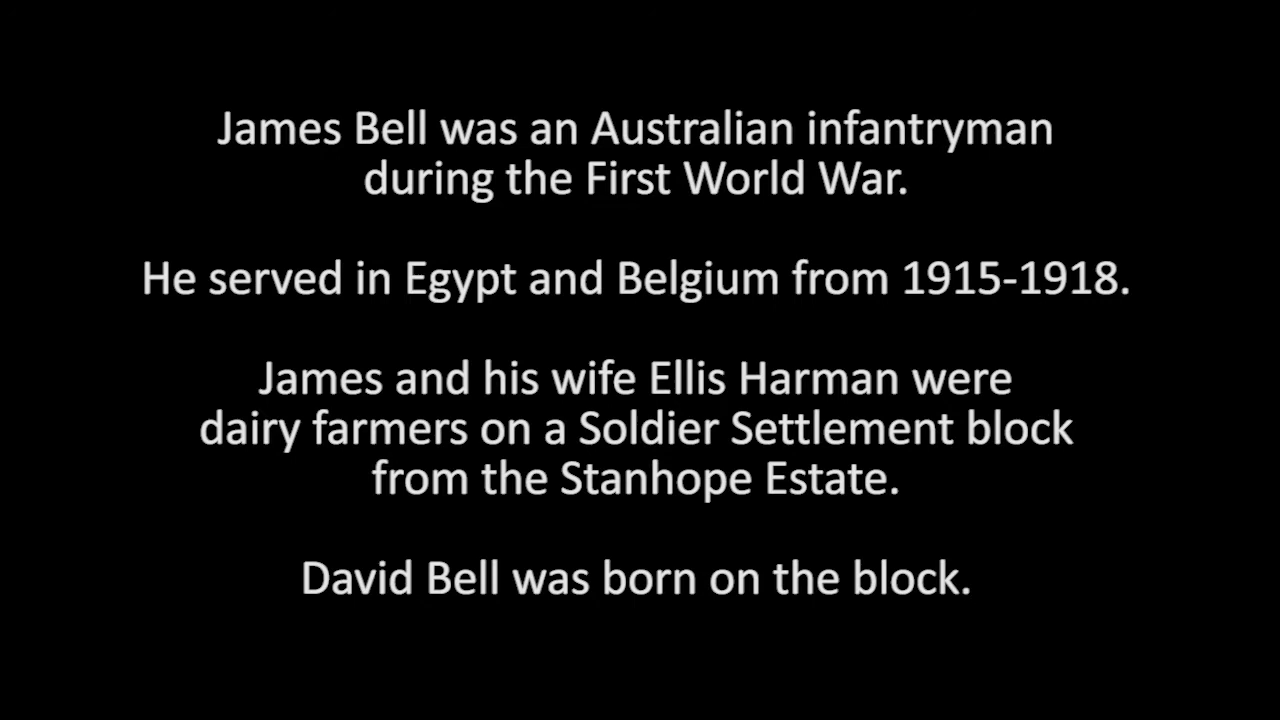 James Bell was an Australian infantryman
during the First World War.
He served in Egypt and Belgium from 1915-1918.
James and his wife Ellis Harman were
dairy farmers on a Soldier Settlement block
from the Stanhope Estate.
David Bell was born on the block.